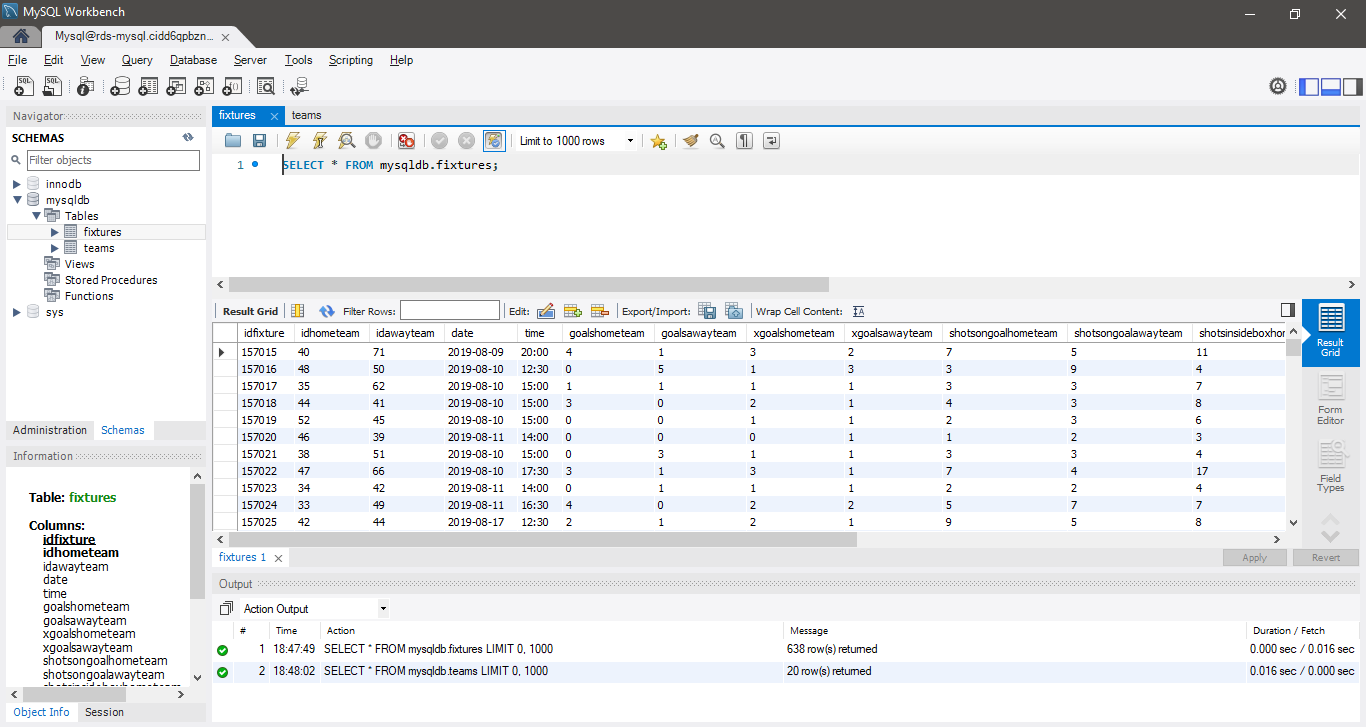 MySQL Workbench
Mysql@rds-mysql.cidd6qpbzn...
File Edit View Query Database Server Tools Scripting Help
Navigator
SCHEMAS
Filter objects
innodb
mysqldb
Tables
fixtures
teams
Views
Stored Procedures
Functions
sys
Administration Schemas
Information
Table: fixtures
Columns:
idfixture
idhometeam
idawayteam
date
time
goalshometeam
goalsawayteam
xgoalshometeam
xgoalsawayteam
shotsongoalhometeam
shotsongoalawayteam
Object Info Session
fixtures teams
Limit to 1000 rows
1 SELECT * FROM mysqldb.fixtures;
Result Grid Filter Rows: Edit: Export/Import: Wrap Cell Content:
idfixture idhometeam idawayteam date time goalshometeam goalsawayteam xgoalshometeam xgoalsawayteam shotsongoalhometeam shotsongoalawayteam shotsinsideboxhor
157015 40 71 2019-08-09 20:00 4 1 3 2 7 5 11
157016 48 50 2019-08-10 12:30 0 5 1 3 3 9 4
157017 35 62 2019-08-10 15:00 1 1 1 1 3 3 7
157018 44 41 2019-08-10 15:00 3 0 2 1 4 3 8
157019 52 45 2019-08-10 15:00 0 0 1 1 2 3 6
157020 46 39 2019-08-11 14:00 0 0 0 1 1 2 3
157021 38 51 2019-08-10 15:00 0 3 1 1 3 3 4
157022 47 66 2019-08-10 17:30 3 1 3 1 7 4 17
157023 34 42 2019-08-11 14:00 0 1 1 1 2 2 4
157024 33 49 2019-08-11 16:30 4 0 2 2 5 7 7
157025 42 44 2019-08-17 12:30 2 1 2 1 9 5 8
Result
Grid
Form
Editor
Field
Types
fixtures 1
Apply Revert
Output
Action Output
# Time Action Message Duration / Fetch
1 18:47:49 SELECT * FROM mysqldb.fixtures LIMIT 0, 1000 638 row(s) returned 0.000 sec / 0.016 sec
2 18:48:02 SELECT * FROM mysqldb.teams LIMIT 0, 1000 20 row(s) returned 0.016 sec / 0.000 sec